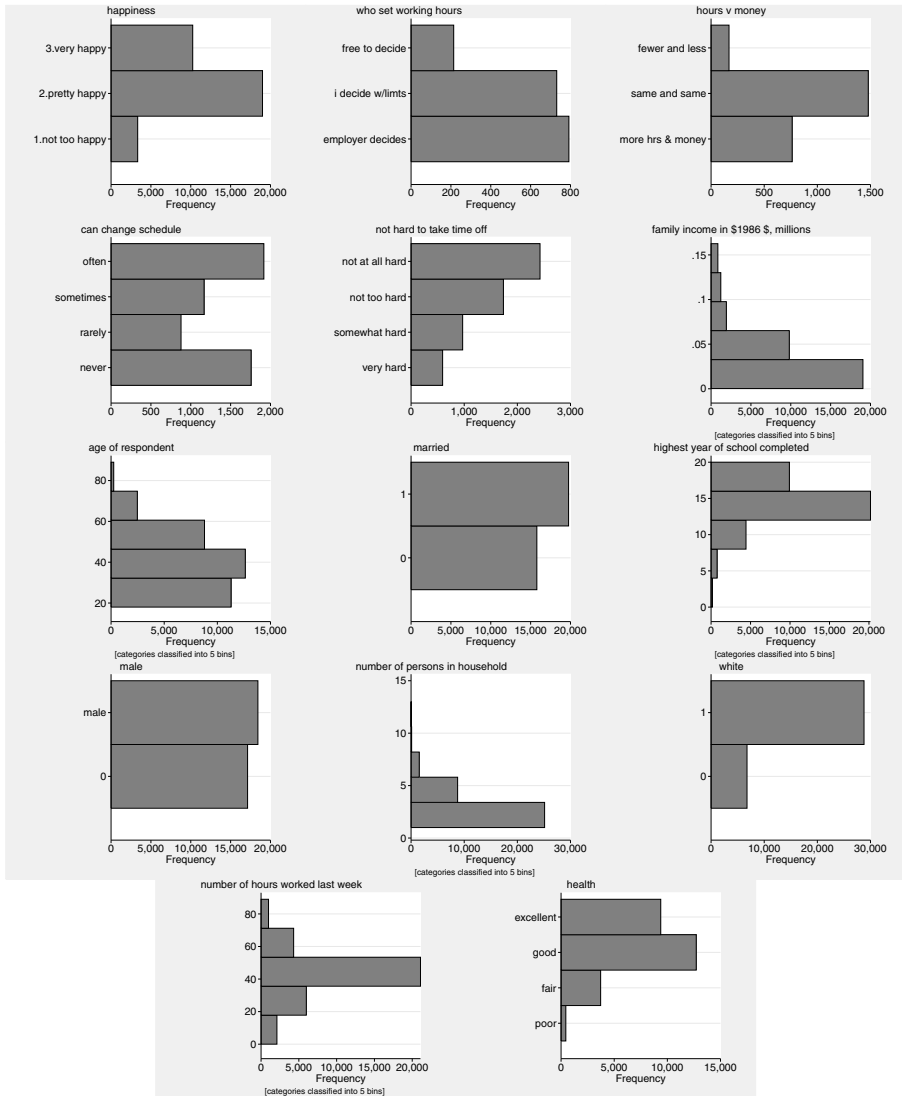 happiness
3.very happy
2.pretty happy
1.not too happy
0 5,000 10,000 15,000 20,000
Frequency
who set working hours
free to decide
i decide w/limts
employer decides
0 200 400 600 800
Frequency
hours v money
fewer and less
same and same
more hrs & money
0 500 1,000 1,500
Frequency
can change schedule
often
sometimes
rarely
never
0 500 1,000 1,500 2,000
Frequency
not hard to take time off
not at all hard
not too hard
somewhat hard
very hard
0 1,000 2,000 3,000
Frequency
family income in $1986 $, millions
.15
.1
.05
0
0 5,000 10,000 15,000 20,000
Frequency
[categories classified into 5 bins]
age of respondent
80
60
40
20
0 5,000 10,000 15,000
Frequency
[categories classified into 5 bins]
married
1
0
0 5,000 10,000 15,000 20,000
Frequency
highest year of school completed
20
15
10
5
0
0 5,000 10,000 15,000 20,000
Frequency
[categories classified into 5 bins]
male
male
0
0 5,000 10,000 15,000 20,000
Frequency
number of persons in household
15
10
5
0
0 10,000 20,000 30,000
Frequency
[categories classified into 5 bins]
white
1
0
0 10,000 20,000 30,000
Frequency
number of hours worked last week
80
60
40
20
0
0 5,000 10,000 15,000 20,000
Frequency
[categories classified into 5 bins]
health
excellent
good
fair
poor
0 5,000 10,000 15,000
Frequency